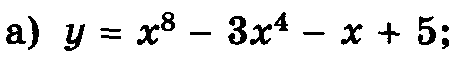 а) y = x⁸ − 3x⁴ − x + 5;